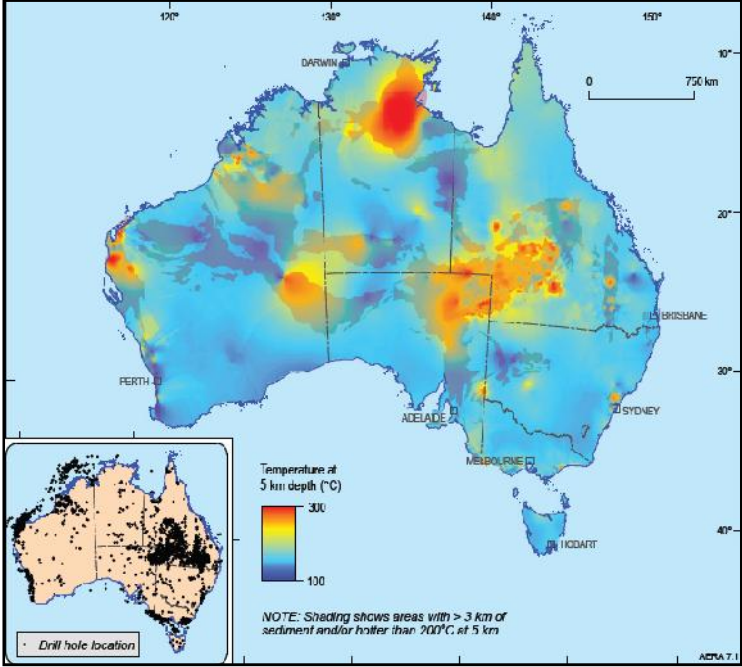 120°
130°
140°
150°
10°
DARWIN
0 750 km
20°
BRISBANE
30°
PERTH
ADELAIDE
SYDNEY
MELBOURNE
Temperature at
5 km depth (°C)
300
40°
HOBART
100
NOTE: Shading shows areas with > 3 km of
sediment and/or hotter than 200°C at 5 km
Drill hole location
AERA 7.1